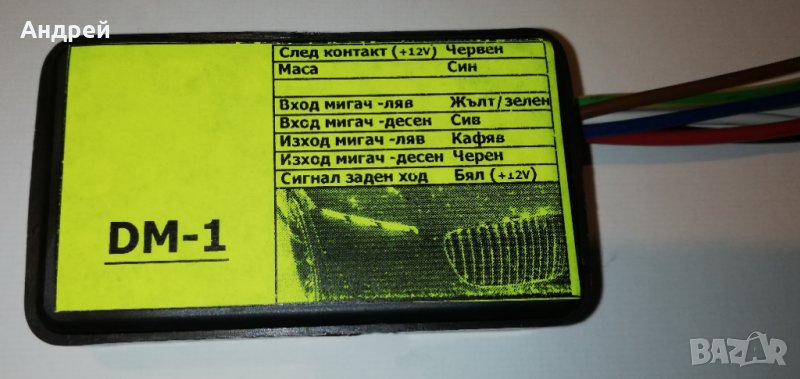 Андрей
След контакт (+12V) Червен
Маса Син
Вход мигач -ляв Жълт/зелен
Вход мигач -десен Сив
Изход мигач -ляв Кафяв
Изход мигач -десен Черен
Сигнал заден ход Бял (+12V)
DM-1
BAZAR